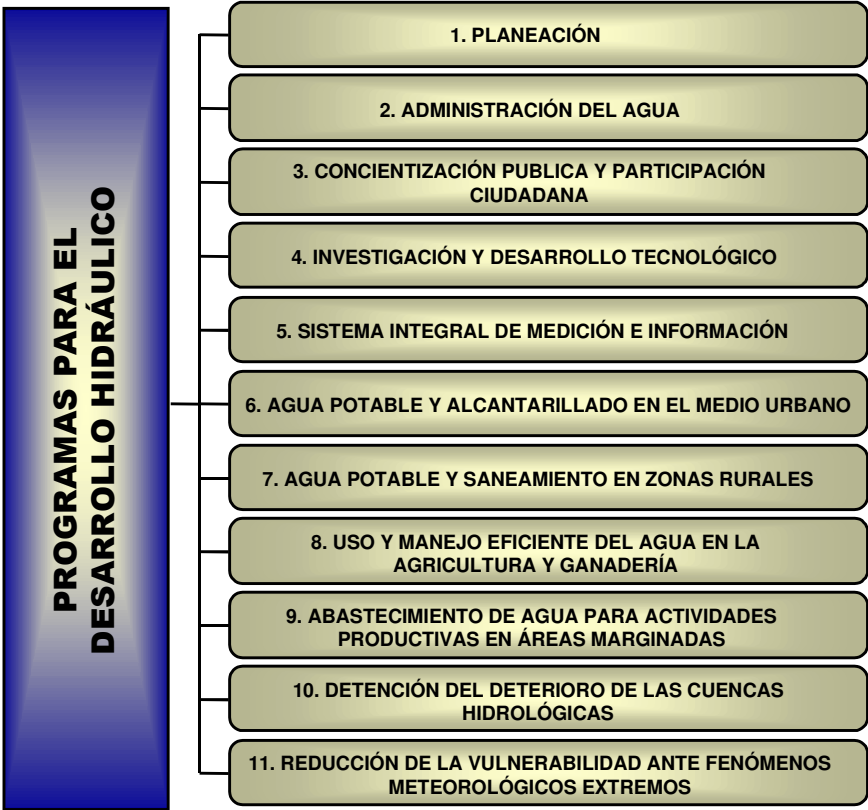 PROGRAMAS PARA EL
DESARROLLO HIDRÁULICO
1. PLANEACIÓN
2. ADMINISTRACIÓN DEL AGUA
3. CONCIENTIZACIÓN PUBLICA Y PARTICIPACIÓN
CIUDADANA
4. INVESTIGACIÓN Y DESARROLLO TECNOLÓGICO
5. SISTEMA INTEGRAL DE MEDICIÓN E INFORMACIÓN
6. AGUA POTABLE Y ALCANTARILLADO EN EL MEDIO URBANO
7. AGUA POTABLE Y SANEAMIENTO EN ZONAS RURALES
8. USO Y MANEJO EFICIENTE DEL AGUA EN LA
AGRICULTURA Y GANADERÍA
9. ABASTECIMIENTO DE AGUA PARA ACTIVIDADES
PRODUCTIVAS EN ÁREAS MARGINADAS
10. DETENCIÓN DEL DETERIORO DE LAS CUENCAS
HIDROLÓGICAS
11. REDUCCIÓN DE LA VULNERABILIDAD ANTE FENÓMENOS
METEOROLÓGICOS EXTREMOS